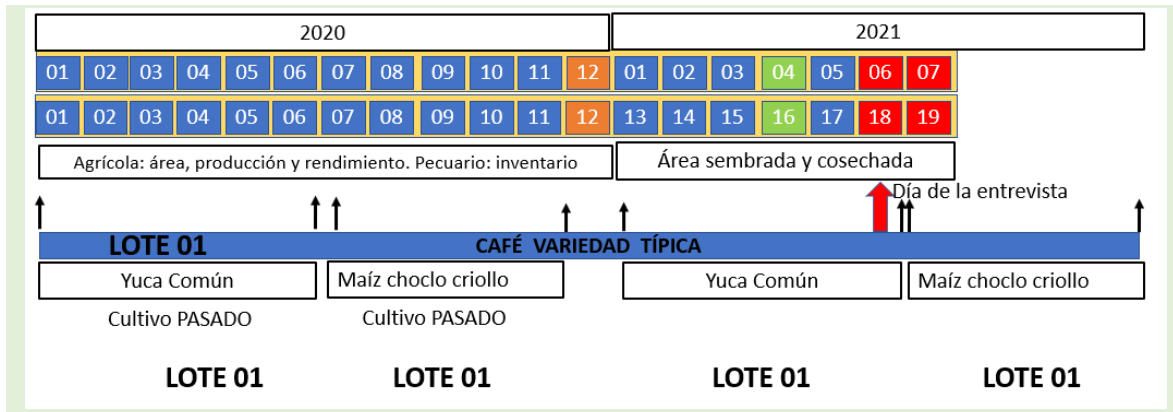 2020 2021
01 02 03 04 05 06 07 08 09 10 11 12 01 02 03 04 05 06 07
01 02 03 04 05 06 07 08 09 10 11 12 13 14 15 16 17 18 19
Agrícola: área, producción y rendimiento. Pecuario: inventario Área sembrada y cosechada
Día de la entrevista
LOTE 01 CAFÉ VARIEDAD TÍPICA
Yuca Común Maíz choclo criollo Yuca Común Maíz choclo criollo
Cultivo PASADO Cultivo PASADO
LOTE 01 LOTE 01 LOTE 01 LOTE 01